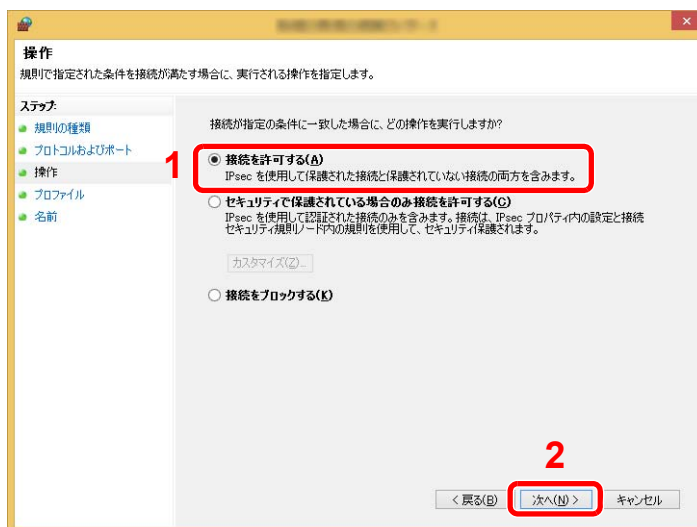 操作
規則で指定された条件を接続が満たす場合に、実行される操作を指定します。
ステップ:
規則の種類
プロトコルおよびポート
操作
プロファイル
名前
接続が指定の条件に一致した場合に、どの操作を実行しますか?
1
接続を許可する(A)
IPsec を使用して保護された接続と保護されていない接続の両方を含みます。
セキュリティで保護されている場合のみ接続を許可する(C)
IPsec を使用して認証された接続のみを含みます。接続は、IPsec プロパティ内の設定と接続
セキュリティ規則ノード内の規則を使用して、セキュリティ保護されます。
カスタマイズ(Z)...
接続をブロックする(K)
2
< 戻る(B)
次へ(N) >
キャンセル